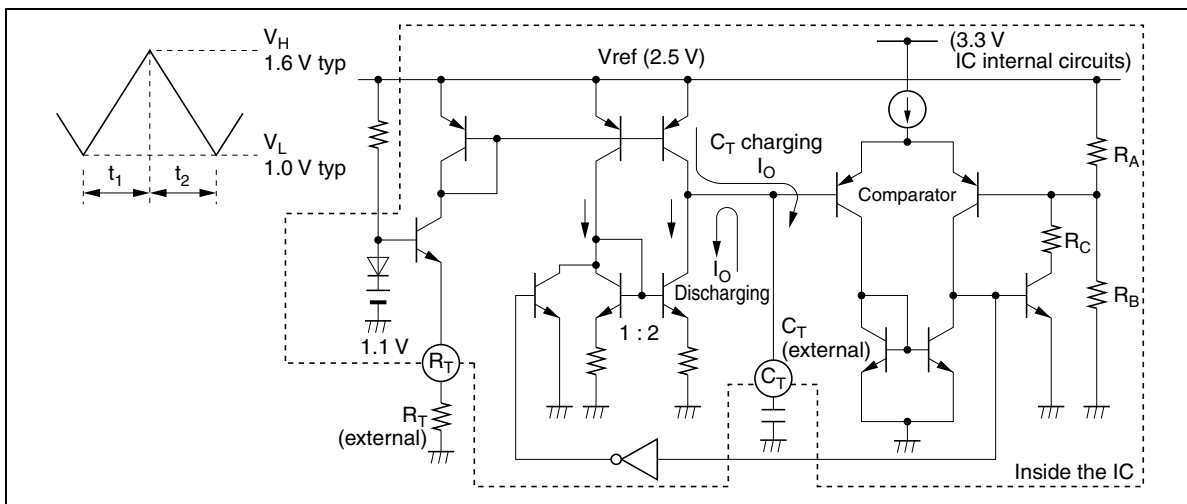 V_H
1.6 V typ
V_L
1.0 V typ
t_1
t_2
Vref (2.5 V)
(3.3 V
IC internal circuits)
C_T charging
I_O
Comparator
R_A
R_C
R_B
I_O
Discharging
1 : 2
1.1 V
C_T
(external)
R_T
C_T
R_T
(external)
Inside the IC